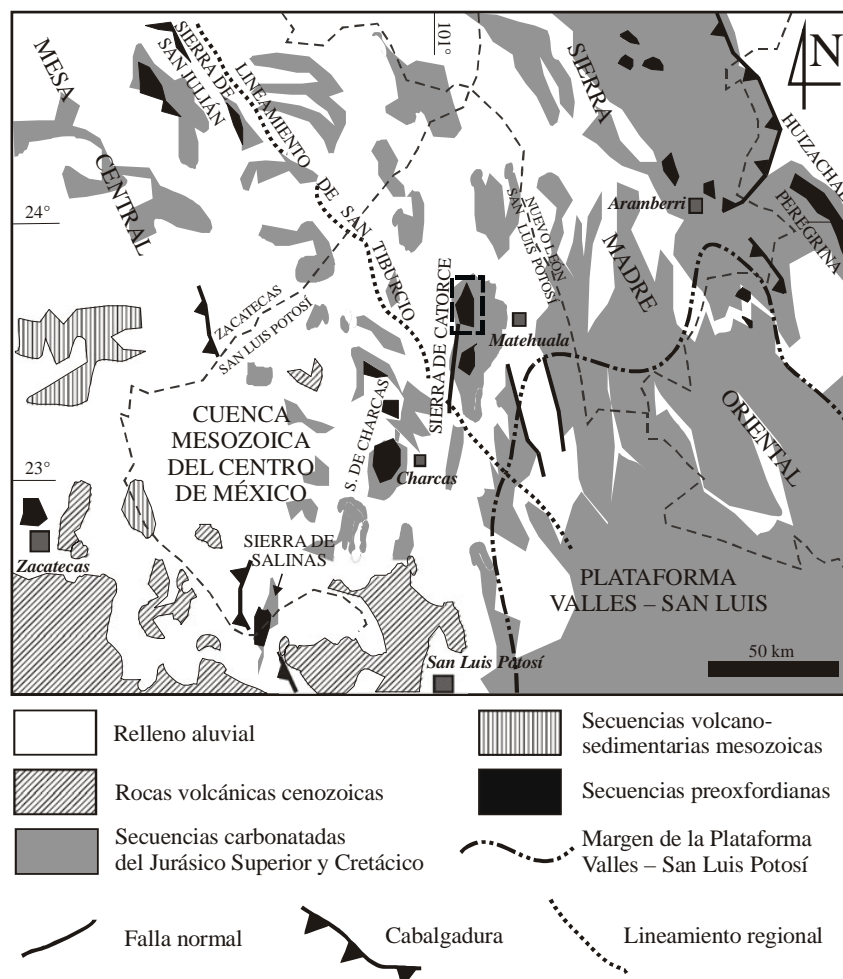 101°
N
MESA
CENTRAL
SIERRA DE
SAN JULIÁN
LINEAMIENTO DE SAN TIBURCIO
SIERRA
MADRE
ORIENTAL
HUIZACHAL
PEREGRINA
24°
Aramberri
NUEVO LEÓN
SAN LUIS POTOSÍ
ZACATECAS
SAN LUIS POTOSÍ
SIERRA DE CATORCE
Matehuala
CUENCA
MESOZOICA
DEL CENTRO
DE MÉXICO
S. DE CHARCAS
Charcas
23°
Zacatecas
SIERRA DE
SALINAS
PLATAFORMA
VALLES – SAN LUIS
San Luis Potosí
50 km
Relleno aluvial
Secuencias volcano-
sedimentarias mesozoicas
Rocas volcánicas cenozoicas
Secuencias preoxfordianas
Secuencias carbonatadas
del Jurásico Superior y Cretácico
Margen de la Plataforma
Valles – San Luis Potosí
Falla normal
Cabalgadura
Lineamiento regional